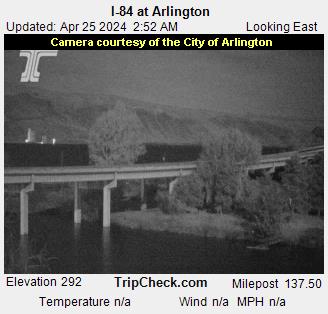 I-84 at Arlington
Updated: Apr 25 2024 2:52 AM Looking East
Camera courtesy of the City of Arlington
Elevation 292 TripCheck.com Milepost 137.50
Temperature n/a Wind n/a MPH n/a